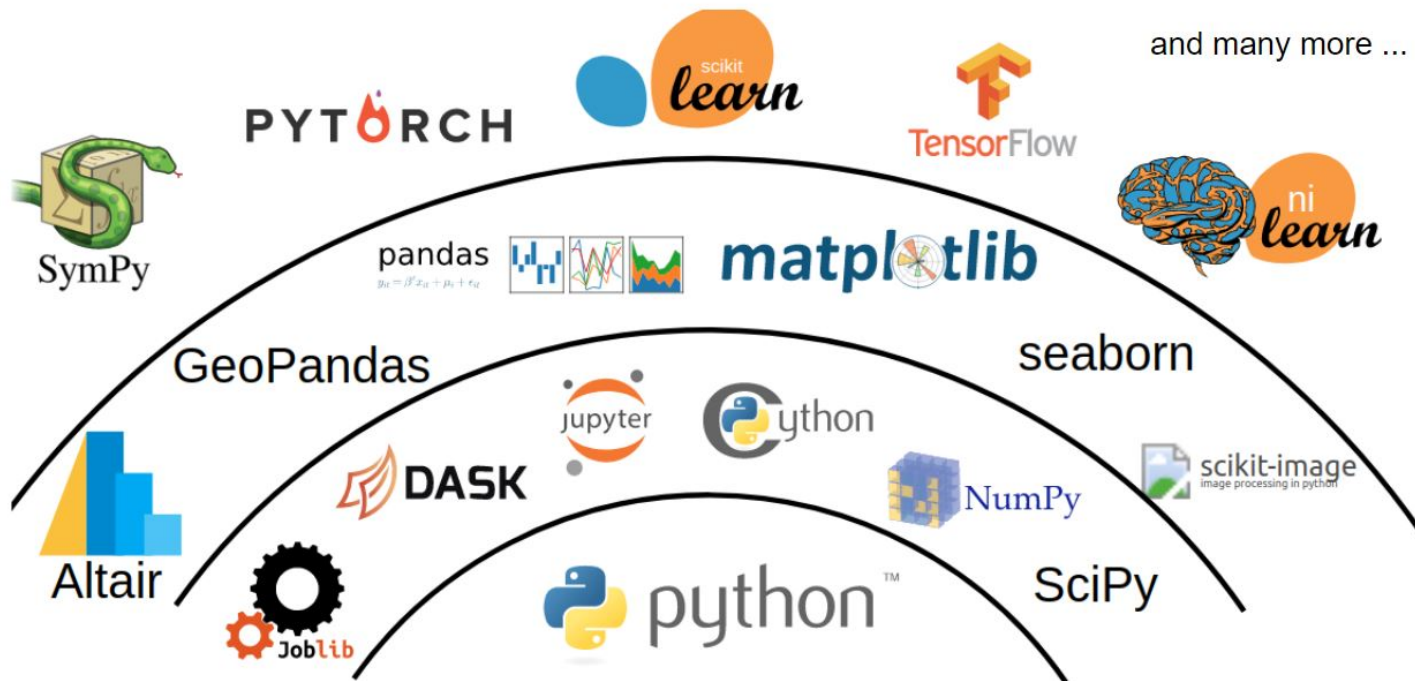 and many more ...
scikit
learn
PYTORCH
TensorFlow
SymPy
ni
learn
pandas
matplotlib
GeoPandas
seaborn
jupyter
Cython
DASK
NumPy
scikit-image
image processing in python
Altair
Joblib
python™
SciPy